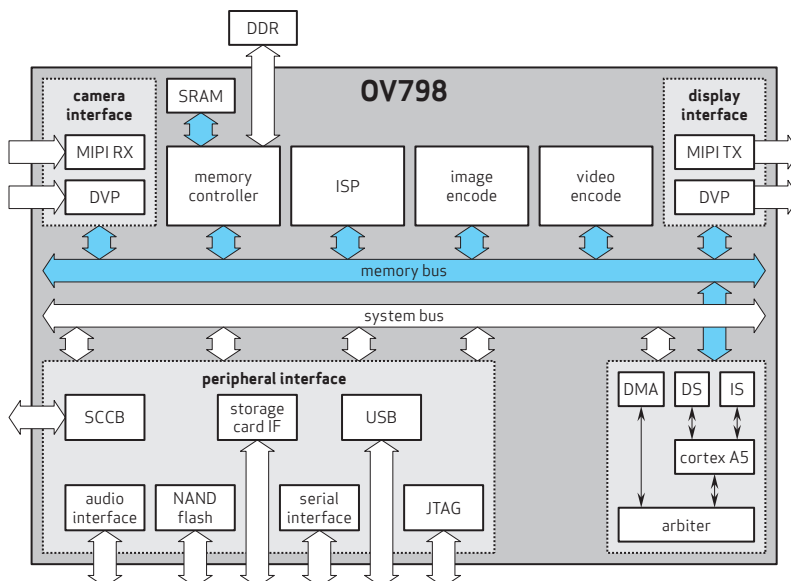 DDR
OV798
camera
interface
SRAM
display
interface
MIPI RX
memory
controller
ISP
image
encode
video
encode
MIPI TX
DVP
DVP
memory bus
system bus
peripheral interface
SCCB
storage
card IF
USB
DMA
DS
IS
cortex A5
audio
interface
NAND
flash
serial
interface
JTAG
arbiter